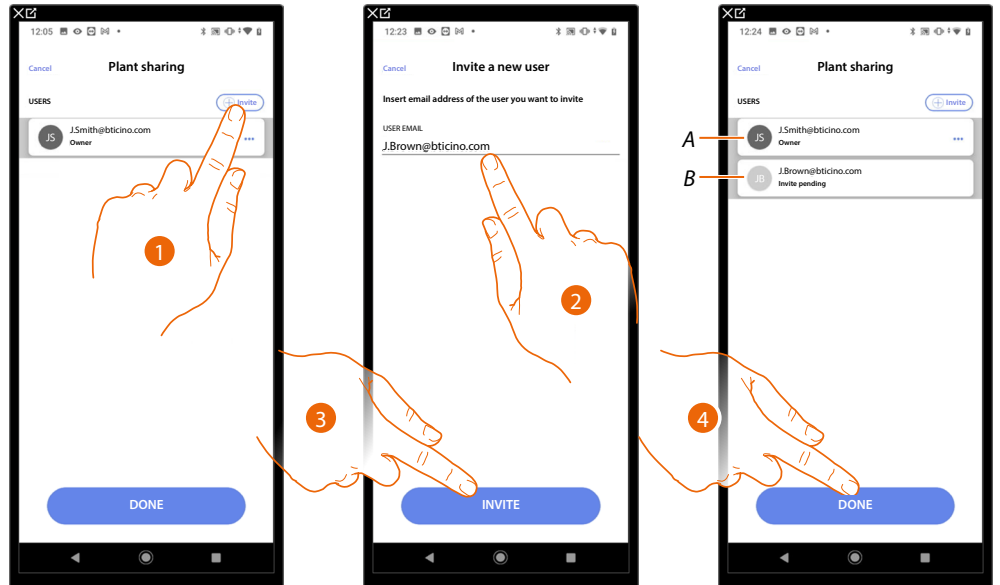 12:05
Cancel
Plant sharing
USERS
Invite
JS
J.Smith@bticino.com
Owner
1
DONE
12:23
Cancel
Invite a new user
Insert email address of the user you want to invite
USER EMAIL
J.Brown@bticino.com
2
3
INVITE
12:24
Cancel
Plant sharing
USERS
Invite
A
JS
J.Smith@bticino.com
Owner
B
JB
J.Brown@bticino.com
Invite pending
4
DONE